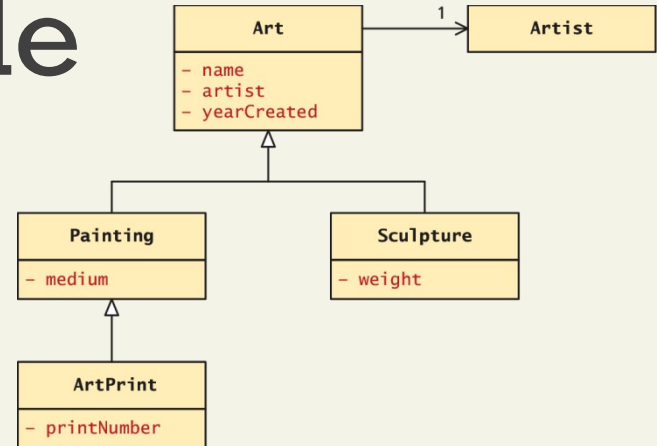 le
Art
1
Artist
- name
- artist
- yearCreated
Painting
Sculpture
- medium
- weight
ArtPrint
- printNumber